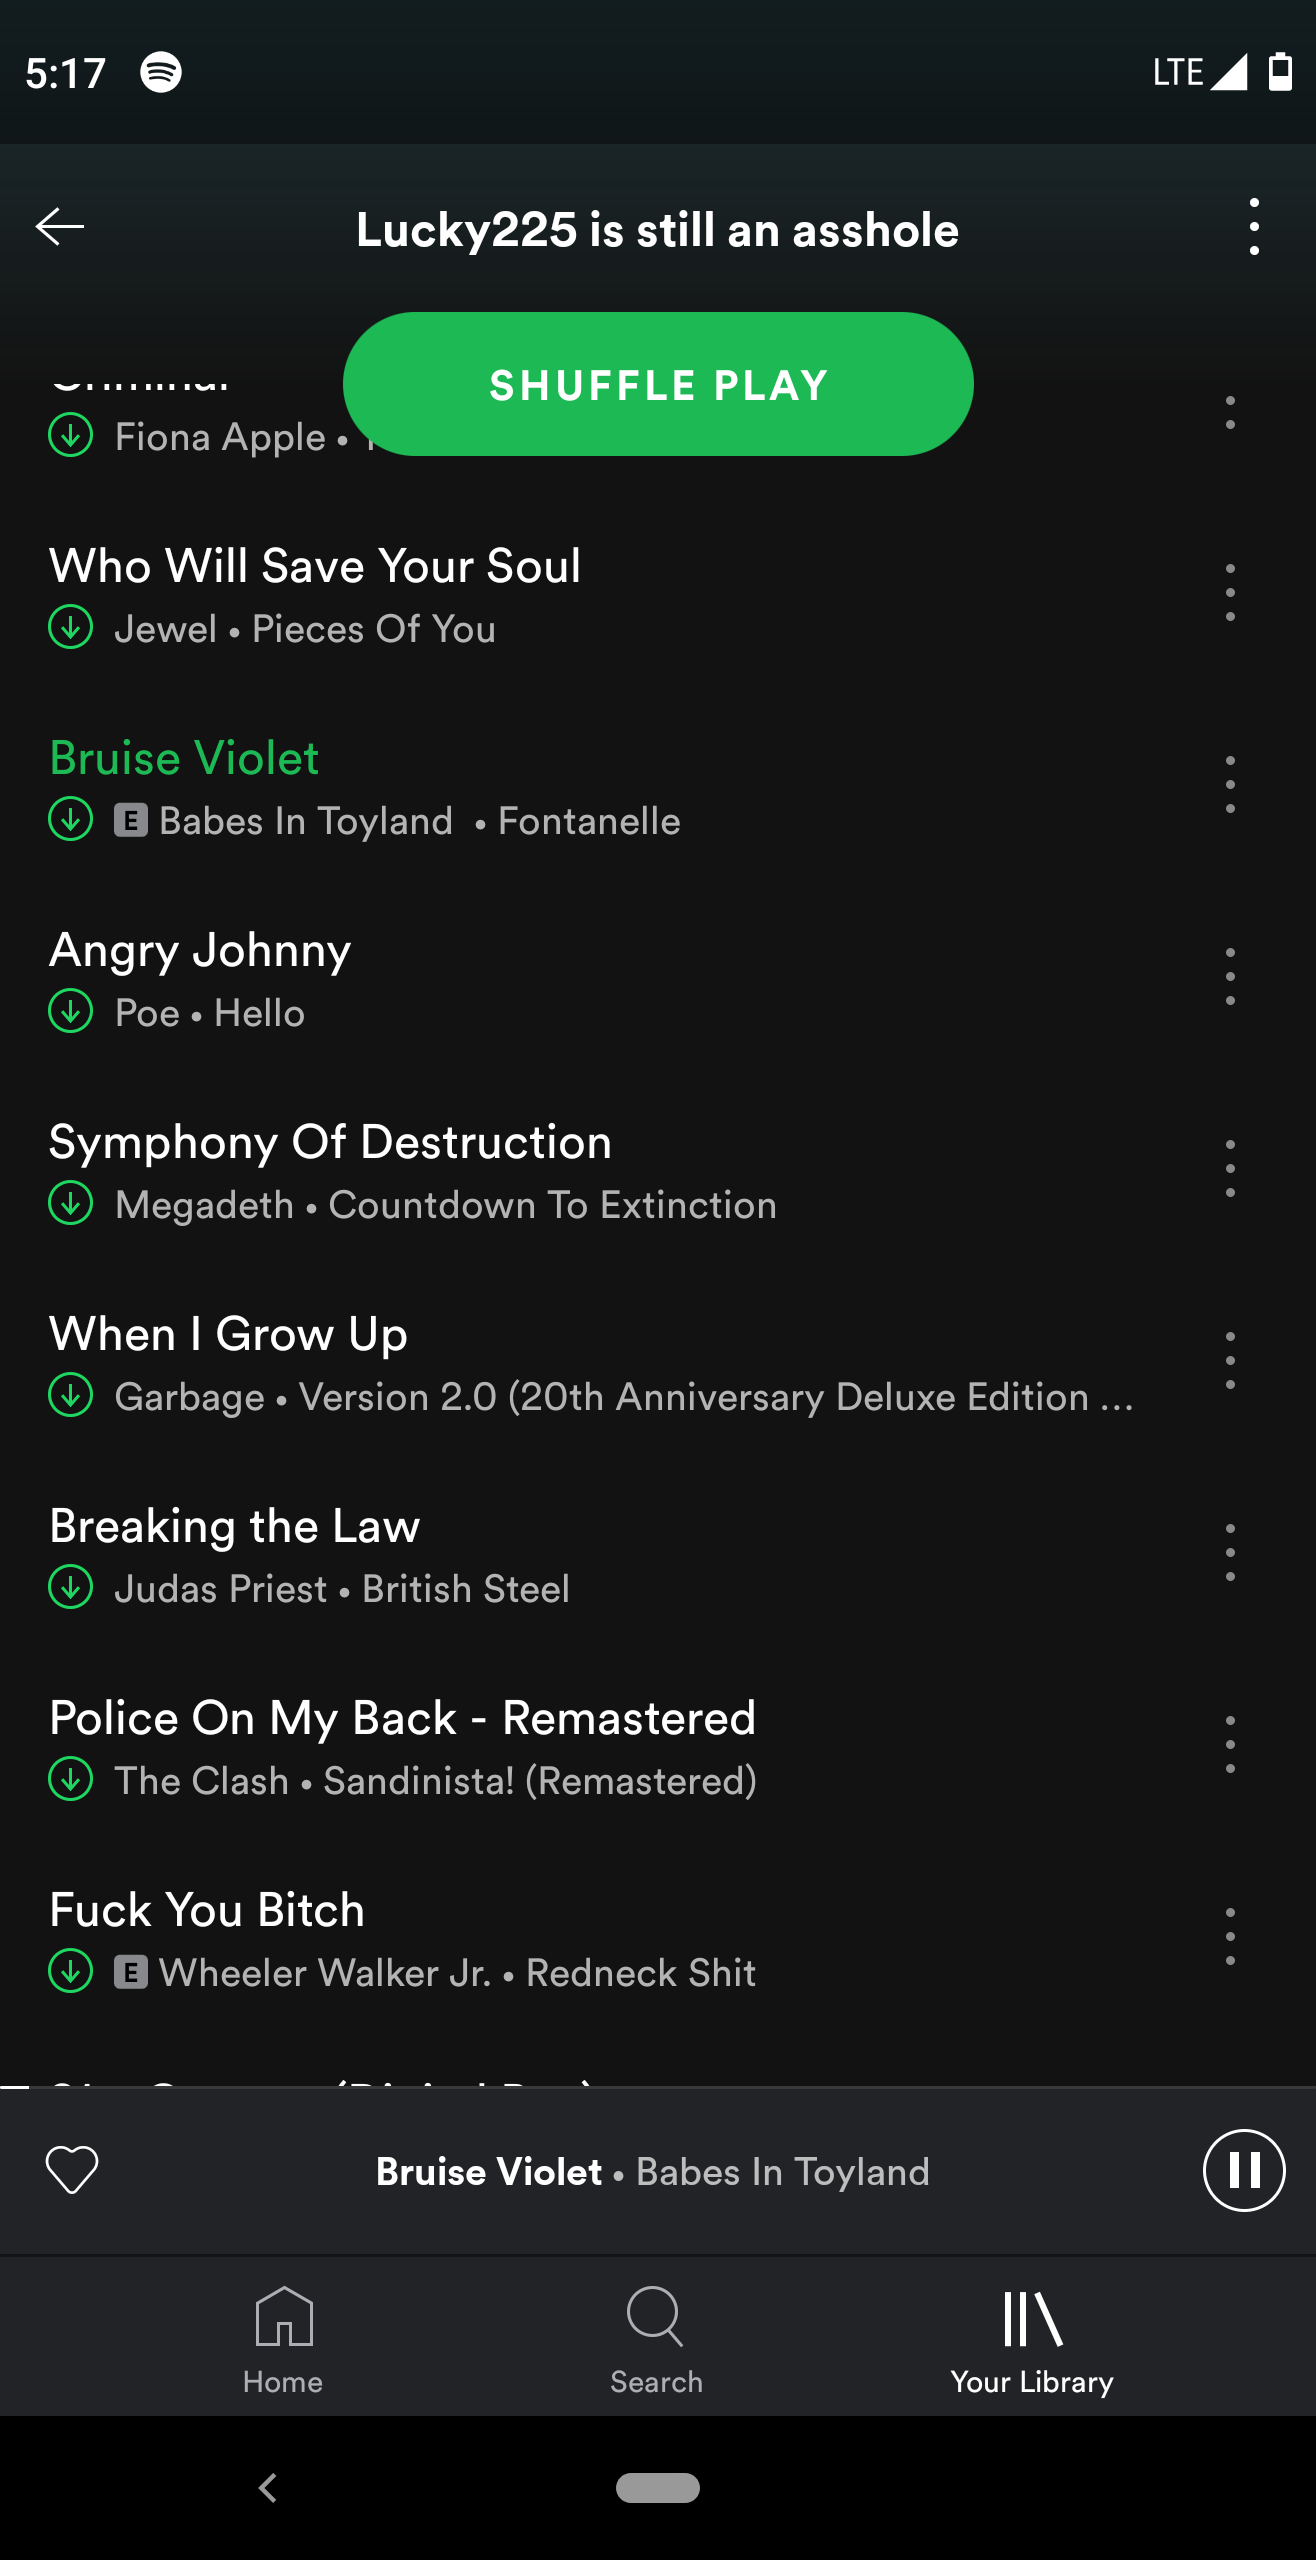 5:17
LTE
Lucky225 is still an asshole
SHUFFLE PLAY
Criminal
Fiona Apple •
Who Will Save Your Soul
Jewel • Pieces Of You
Bruise Violet
E Babes In Toyland • Fontanelle
Angry Johnny
Poe • Hello
Symphony Of Destruction
Megadeth • Countdown To Extinction
When I Grow Up
Garbage • Version 2.0 (20th Anniversary Deluxe Edition ...
Breaking the Law
Judas Priest • British Steel
Police On My Back - Remastered
The Clash • Sandinista! (Remastered)
Fuck You Bitch
E Wheeler Walker Jr. • Redneck Shit
Bruise Violet • Babes In Toyland
Home
Search
Your Library